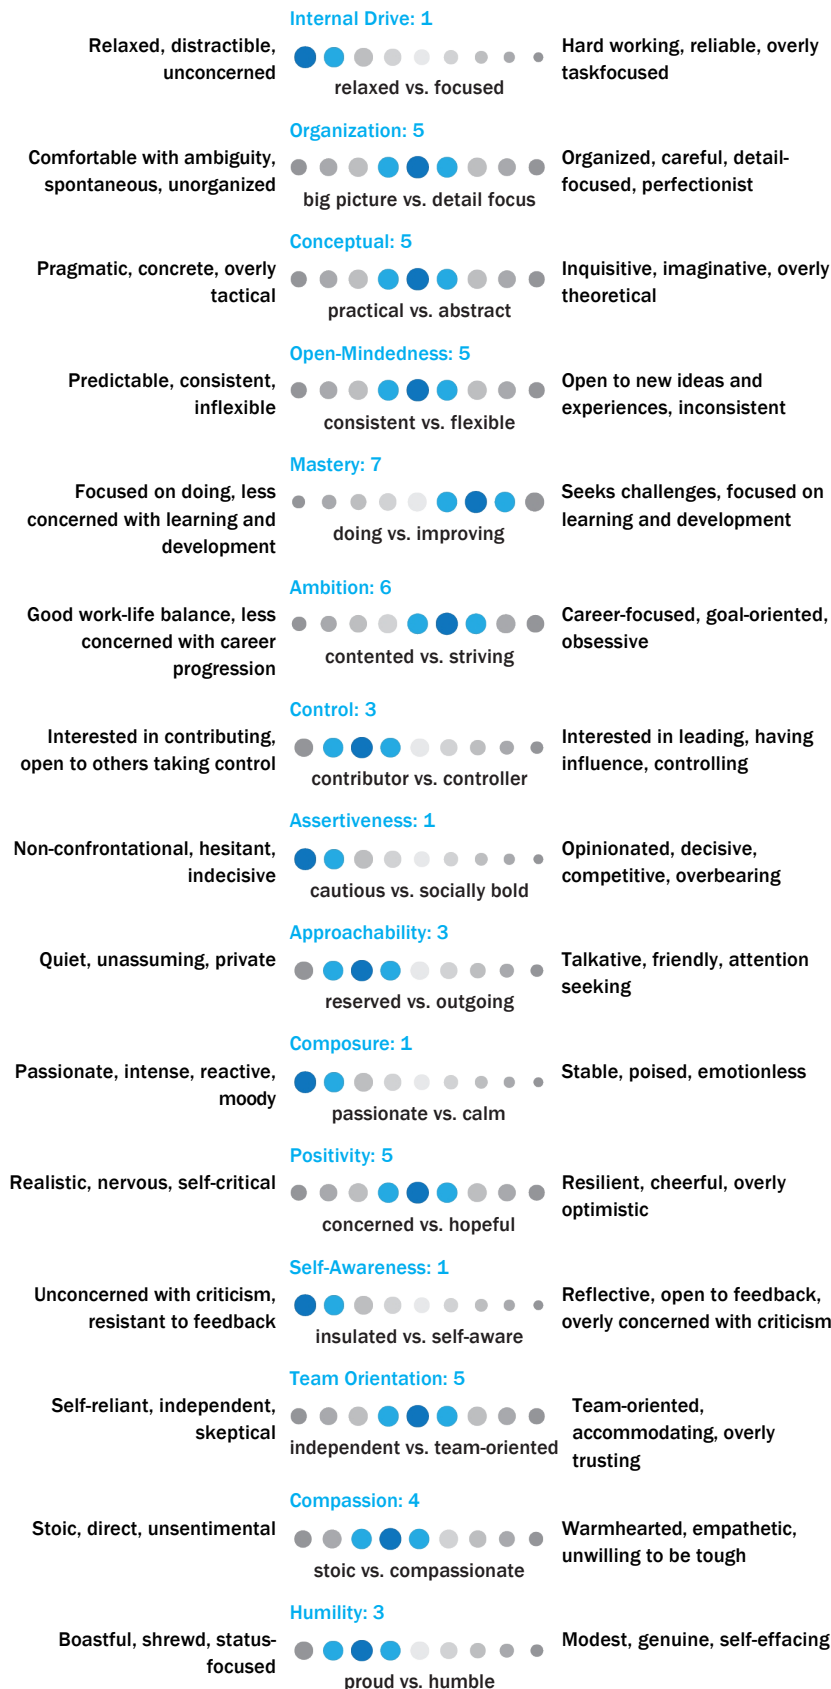 Internal Drive: 1
Relaxed, distractible,
unconcerned
relaxed vs. focused
Hard working, reliable, overly
taskfocused
Organization: 5
Comfortable with ambiguity,
spontaneous, unorganized
big picture vs. detail focus
Organized, careful, detail-
focused, perfectionist
Conceptual: 5
Pragmatic, concrete, overly
tactical
practical vs. abstract
Inquisitive, imaginative, overly
theoretical
Open-Mindedness: 5
Predictable, consistent,
inflexible
consistent vs. flexible
Open to new ideas and
experiences, inconsistent
Mastery: 7
Focused on doing, less
concerned with learning and
development
doing vs. improving
Seeks challenges, focused on
learning and development
Ambition: 6
Good work-life balance, less
concerned with career
progression
contented vs. striving
Career-focused, goal-oriented,
obsessive
Control: 3
Interested in contributing,
open to others taking control
contributor vs. controller
Interested in leading, having
influence, controlling
Assertiveness: 1
Non-confrontational, hesitant,
indecisive
cautious vs. socially bold
Opinionated, decisive,
competitive, overbearing
Approachability: 3
Quiet, unassuming, private
reserved vs. outgoing
Talkative, friendly, attention
seeking
Composure: 1
Passionate, intense, reactive,
moody
passionate vs. calm
Stable, poised, emotionless
Positivity: 5
Realistic, nervous, self-critical
concerned vs. hopeful
Resilient, cheerful, overly
optimistic
Self-Awareness: 1
Unconcerned with criticism,
resistant to feedback
insulated vs. self-aware
Reflective, open to feedback,
overly concerned with criticism
Team Orientation: 5
Self-reliant, independent,
skeptical
independent vs. team-oriented
Team-oriented,
accommodating, overly
trusting
Compassion: 4
Stoic, direct, unsentimental
stoic vs. compassionate
Warmhearted, empathetic,
unwilling to be tough
Humility: 3
Boastful, shrewd, status-
focused
proud vs. humble
Modest, genuine, self-effacing